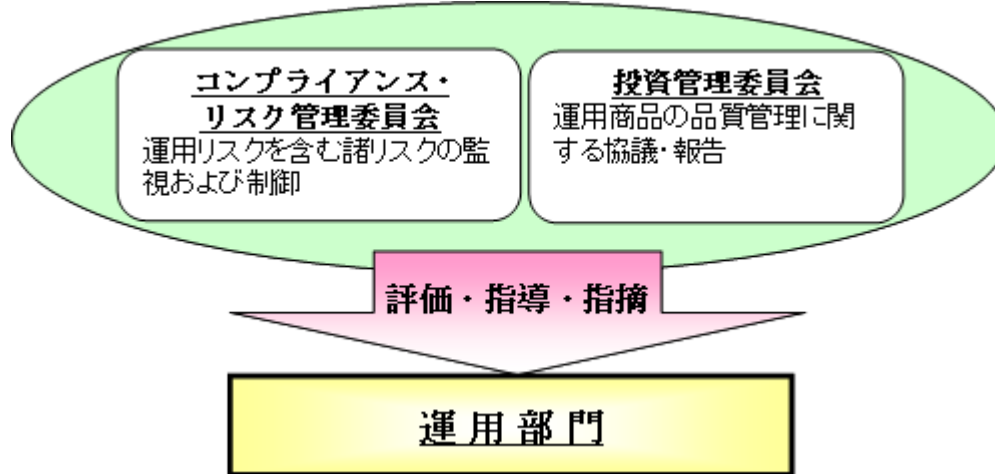 コンプライアンス・
リスク管理委員会
運用リスクを含む諸リスクの監
視および制御
投資管理委員会
運用商品の品質管理に関
する協議・報告
評価・指導・指摘
運用部門